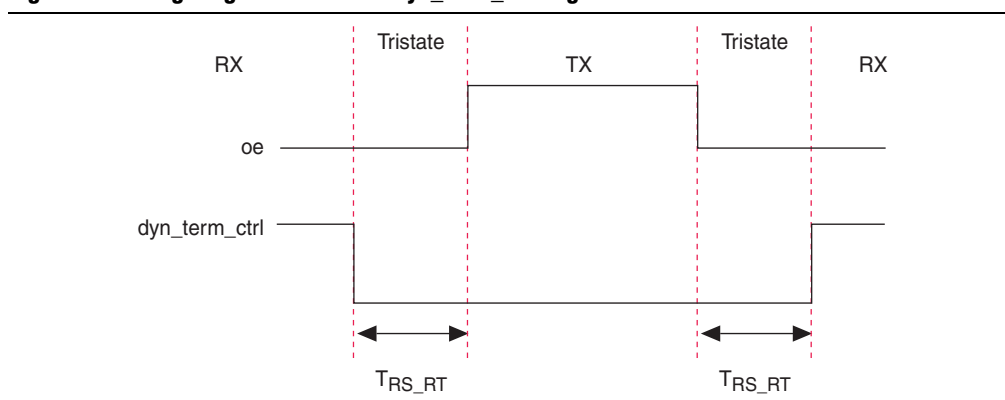 Tristate
Tristate
RX
TX
RX
oe
dyn_term_ctrl
TRS_RT
TRS_RT